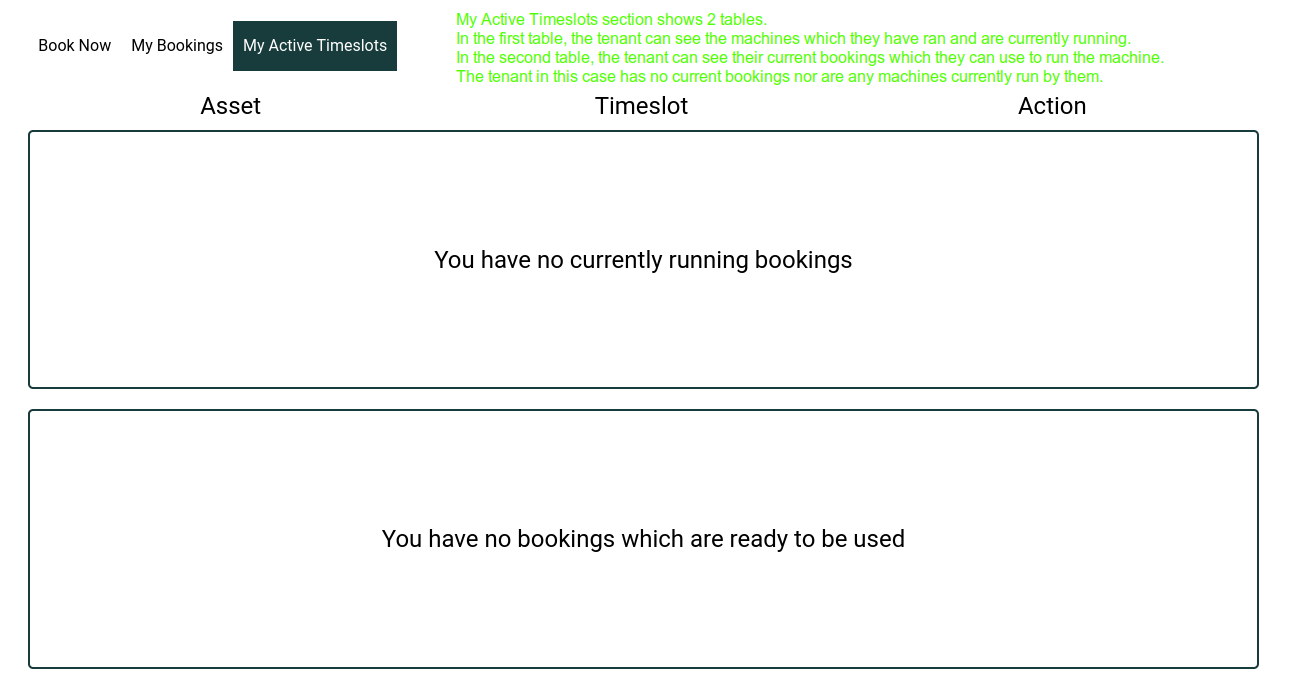 Book Now My Bookings My Active Timeslots
My Active Timeslots section shows 2 tables.
In the first table, the tenant can see the machines which they have ran and are currently running.
In the second table, the tenant can see their current bookings which they can use to run the machine.
The tenant in this case has no current bookings nor are any machines currently run by them.
Asset Timeslot Action
You have no currently running bookings
You have no bookings which are ready to be used